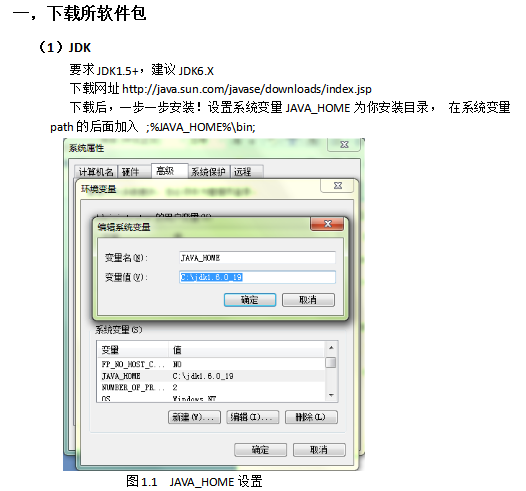 一，下载所软件包
（1）JDK
要求 JDK1.5+，建议 JDK6.X
下载网址 http://java.sun.com/javase/downloads/index.jsp
下载后，一步一步安装！设置系统变量 JAVA_HOME 为你安装目录， 在系统变量
path 的后面加入 ;%JAVA_HOME%\bin;
系统属性
计算机名 硬件 高级 系统保护 远程
环境变量
的用户变量(U)
编辑系统变量
变量名(N): JAVA_HOME
变量值(V): C:\jdk1.6.0_19
确定 取消
系统变量(S)
变量 值
FP_NO_HOST_C... NO
JAVA_HOME C:\jdk1.6.0_19
NUMBER_OF_PR... 2
OS Windows_NT
新建(W)... 编辑(I)... 删除(L)
确定 取消
图 1.1 JAVA_HOME 设置